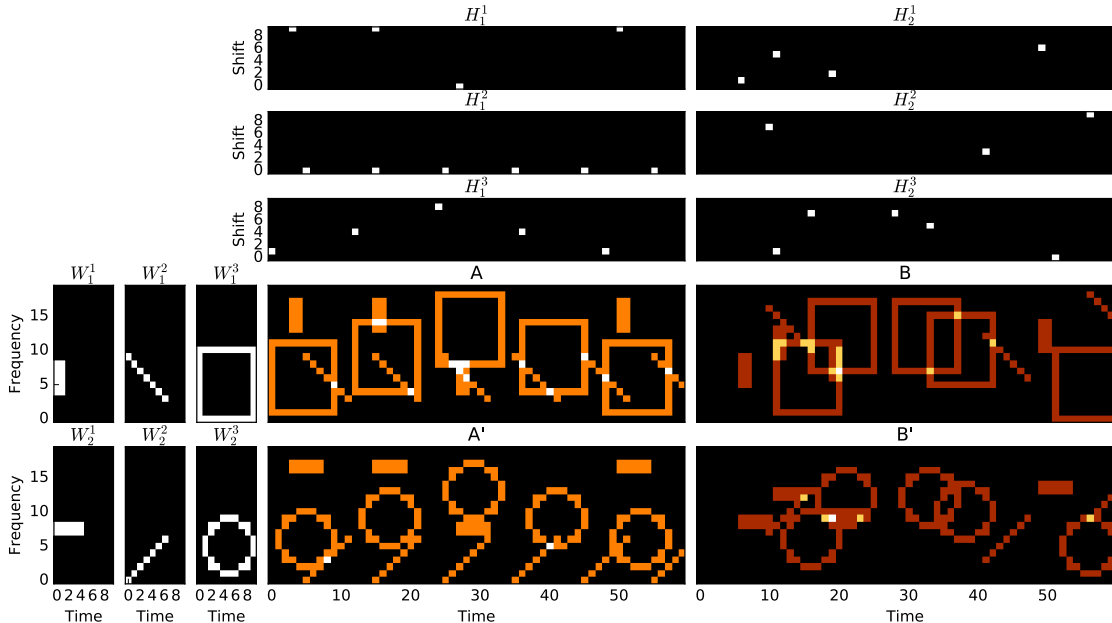 $H_1^1$ $H_2^1$
Shift 8 6 4 2 0
$H_1^2$ $H_2^2$
Shift 8 6 4 2 0
$H_1^3$ $H_2^3$
Shift 8 6 4 2 0
$W_1^1$ $W_1^2$ $W_1^3$ A B
Frequency 15 10 5 0
$W_2^1$ $W_2^2$ $W_2^3$ A' B'
Frequency 15 10 5 0
0 2 4 6 8 0 2 4 6 8 0 2 4 6 8 0 10 20 30 40 50 0 10 20 30 40 50
Time Time Time Time Time